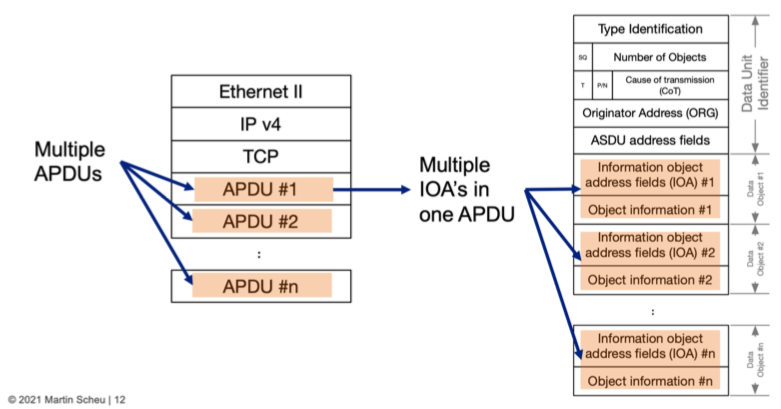 Multiple
APDUs
Ethernet II
IP v4
TCP
APDU #1
APDU #2
:
APDU #n
Multiple
IOA's in
one APDU
Type Identification
SQ
Number of Objects
T
P/N
Cause of transmission
(CoT)
Originator Address (ORG)
ASDU address fields
Data Unit
Identifier
Information object
address fields (IOA) #1
Object information #1
Data
Object #1
Information object
address fields (IOA) #2
Object information #2
Data
Object #2
:
Information object
address fields (IOA) #n
Object information #n
Data
Object #n
© 2021 Martin Scheu | 12